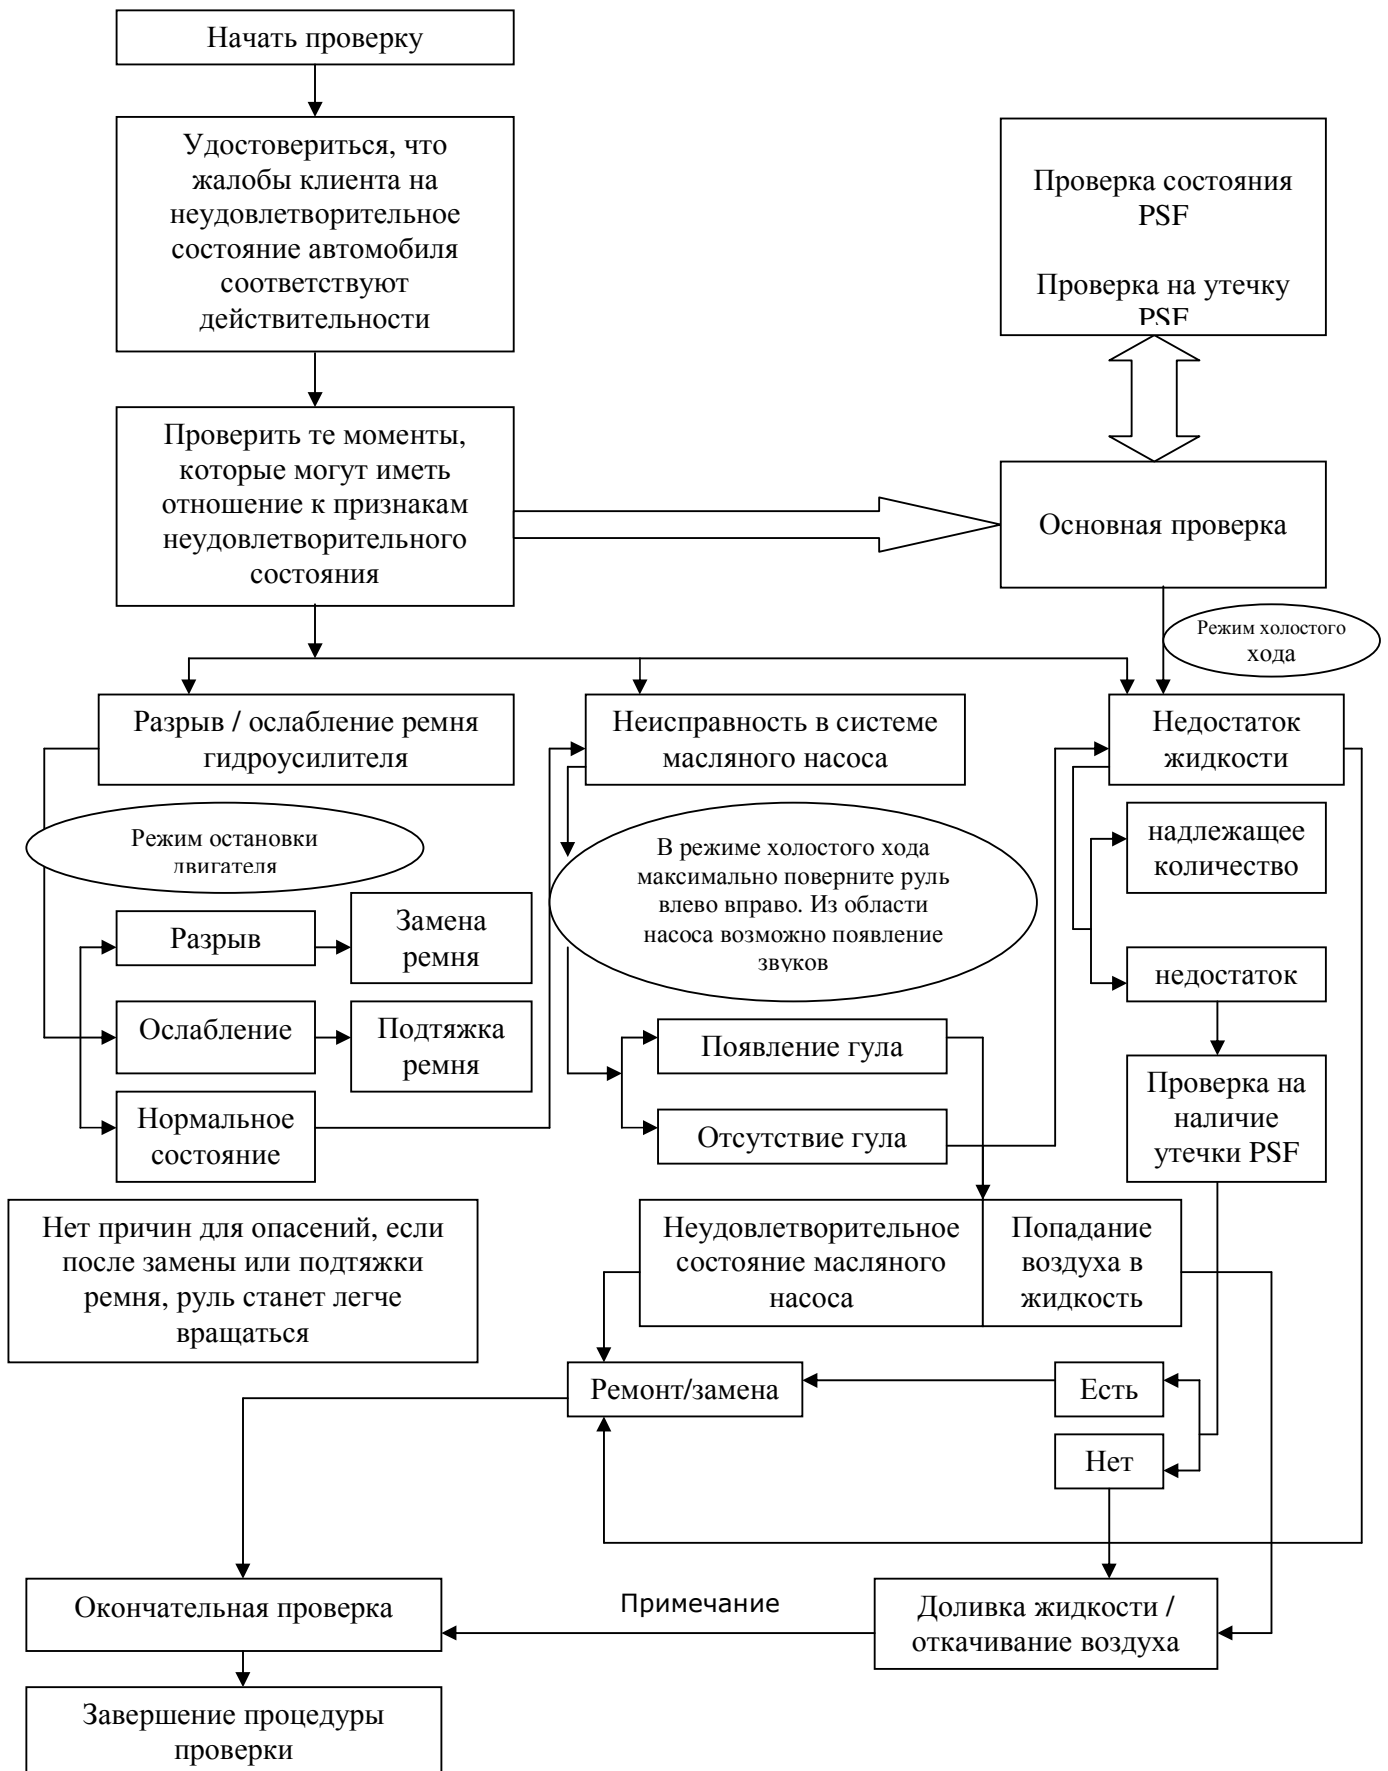 Начать проверку
Удостовериться, что
жалобы клиента на
неудовлетворительное
состояние автомобиля
соответствуют
действительности
Проверка состояния
PSF
Проверка на утечку
PSF
Проверить те моменты,
которые могут иметь
отношение к признакам
неудовлетворительного
состояния
Основная проверка
Режим холостого
хода
Разрыв / ослабление ремня
гидроусилителя
Неисправность в системе
масляного насоса
Недостаток
жидкости
Режим остановки
двигателя
В режиме холостого хода
максимально поверните руль
влево вправо. Из области
насоса возможно появление
звуков
надлежащее
количество
Разрыв
Замена
ремня
недостаток
Ослабление
Подтяжка
ремня
Появление гула
Проверка на
наличие
утечки PSF
Нормальное
состояние
Отсутствие гула
Нет причин для опасений, если
после замены или подтяжки
ремня, руль станет легче
вращаться
Неудовлетворительное
состояние масляного
насоса
Попадание
воздуха в
жидкость
Ремонт/замена
Есть
Нет
Окончательная проверка
Примечание
Доливка жидкости /
откачивание воздуха
Завершение процедуры
проверки